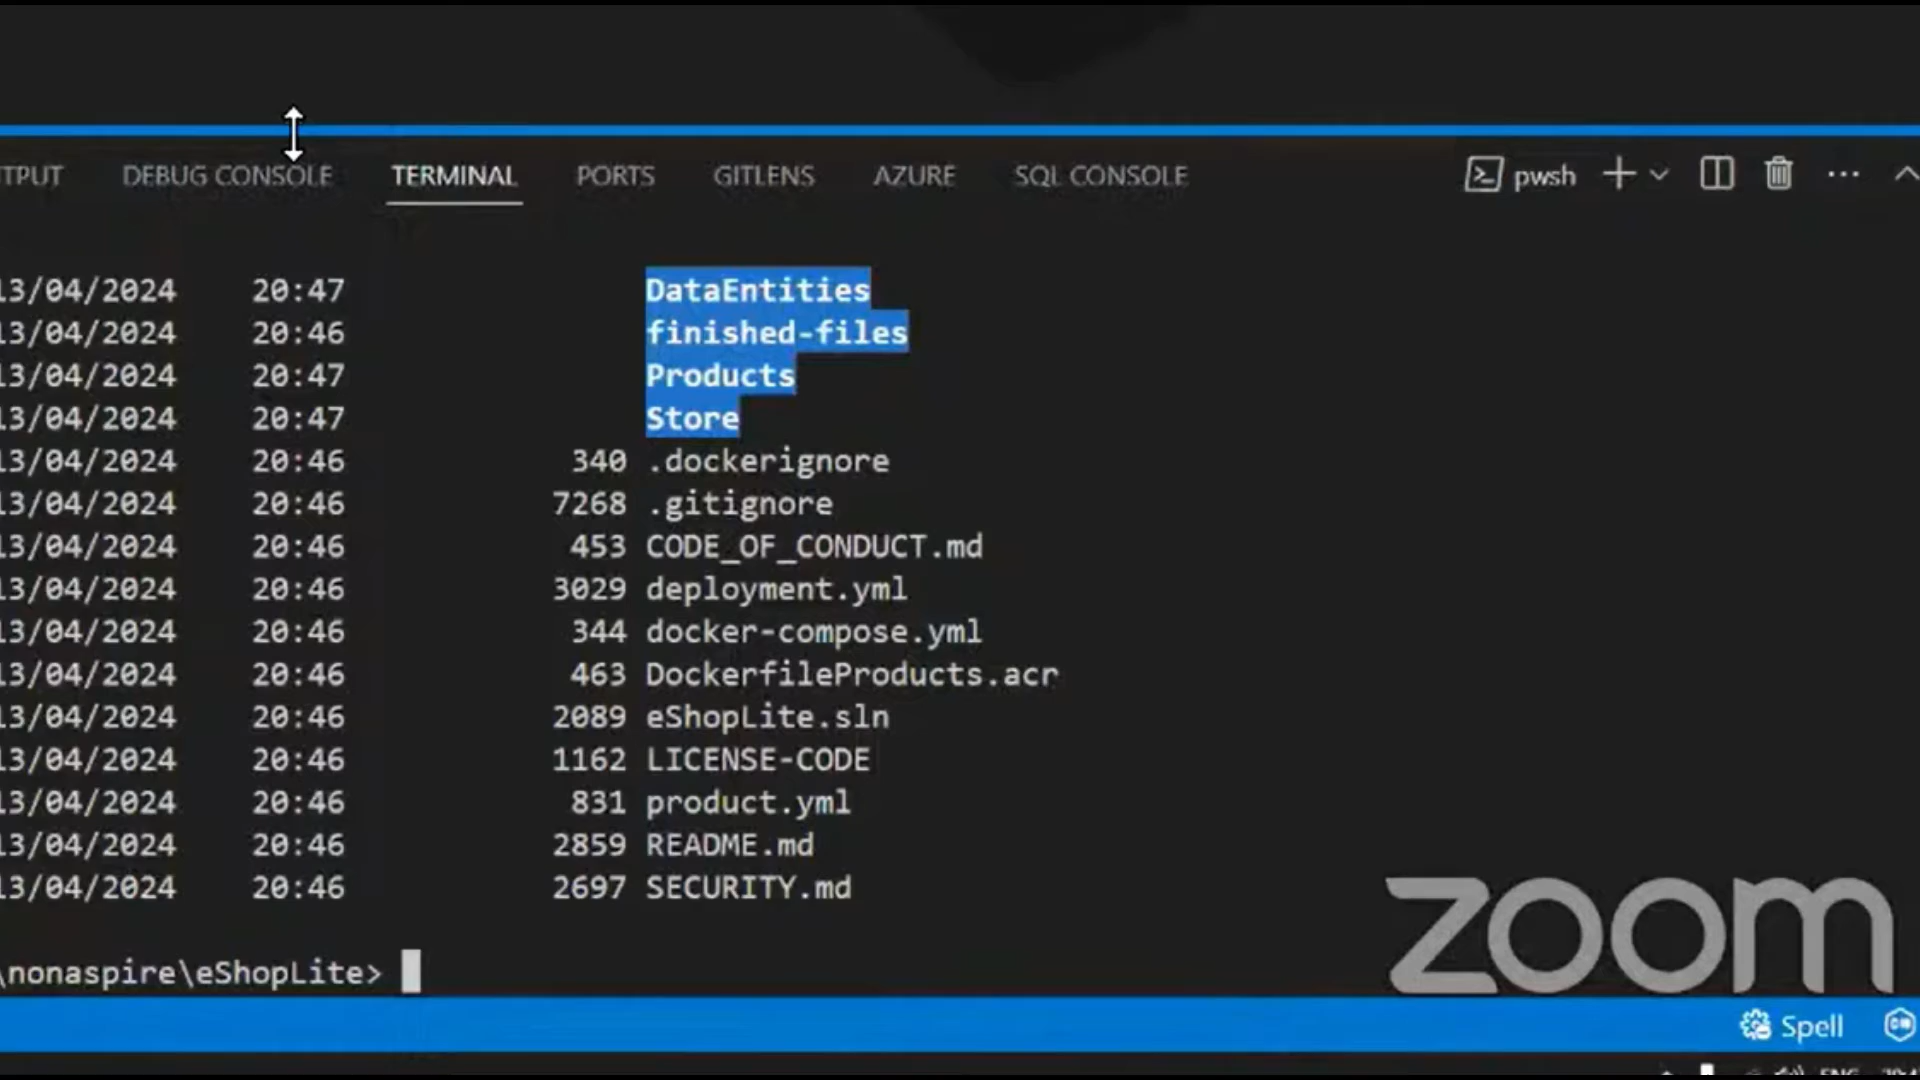 TPUT DEBUG CONSOLE TERMINAL PORTS GITLENS AZURE SQL CONSOLE pwsh
13/04/2024 20:47 DataEntities
13/04/2024 20:46 finished-files
13/04/2024 20:47 Products
13/04/2024 20:47 Store
13/04/2024 20:46 340 .dockerignore
13/04/2024 20:46 7268 .gitignore
13/04/2024 20:46 453 CODE_OF_CONDUCT.md
13/04/2024 20:46 3029 deployment.yml
13/04/2024 20:46 344 docker-compose.yml
13/04/2024 20:46 463 DockerfileProducts.acr
13/04/2024 20:46 2089 eShopLite.sln
13/04/2024 20:46 1162 LICENSE-CODE
13/04/2024 20:46 831 product.yml
13/04/2024 20:46 2859 README.md
13/04/2024 20:46 2697 SECURITY.md
\nonaspire\eShopLite>
zoom
Spell